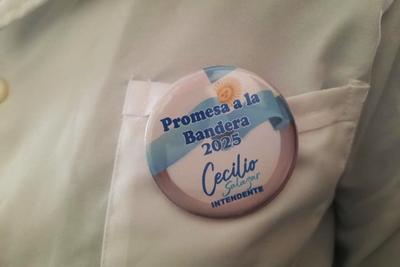 Promesa a la
Bandera
2025
Cecilio
Salazar
INTENDENTE